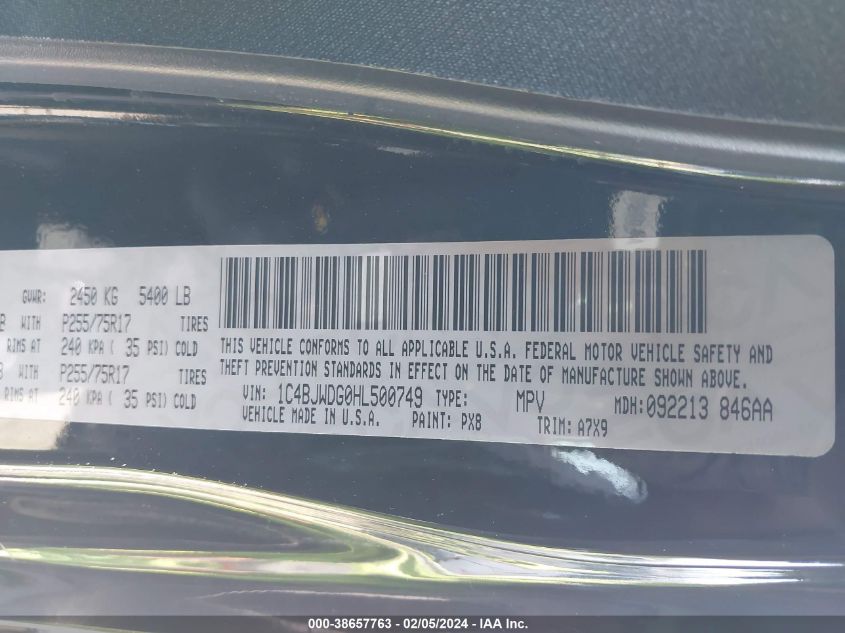 GVWR: 2450 KG 5400 LB
B WITH P255/75R17 TIRES
RIMS AT 240 KPA ( 35 PSI) COLD
B WITH P255/75R17 TIRES
RIMS AT 240 KPA ( 35 PSI) COLD
THIS VEHICLE CONFORMS TO ALL APPLICABLE U.S.A. FEDERAL MOTOR VEHICLE SAFETY AND
THEFT PREVENTION STANDARDS IN EFFECT ON THE DATE OF MANUFACTURE SHOWN ABOVE.
VIN: 1C4BJWDG0HL500749 TYPE: MPV MDH: 092213 846AA
VEHICLE MADE IN U.S.A. PAINT: PX8 TRIM: A7X9
000-38657763 - 02/05/2024 - Copyright © IAA, Inc.